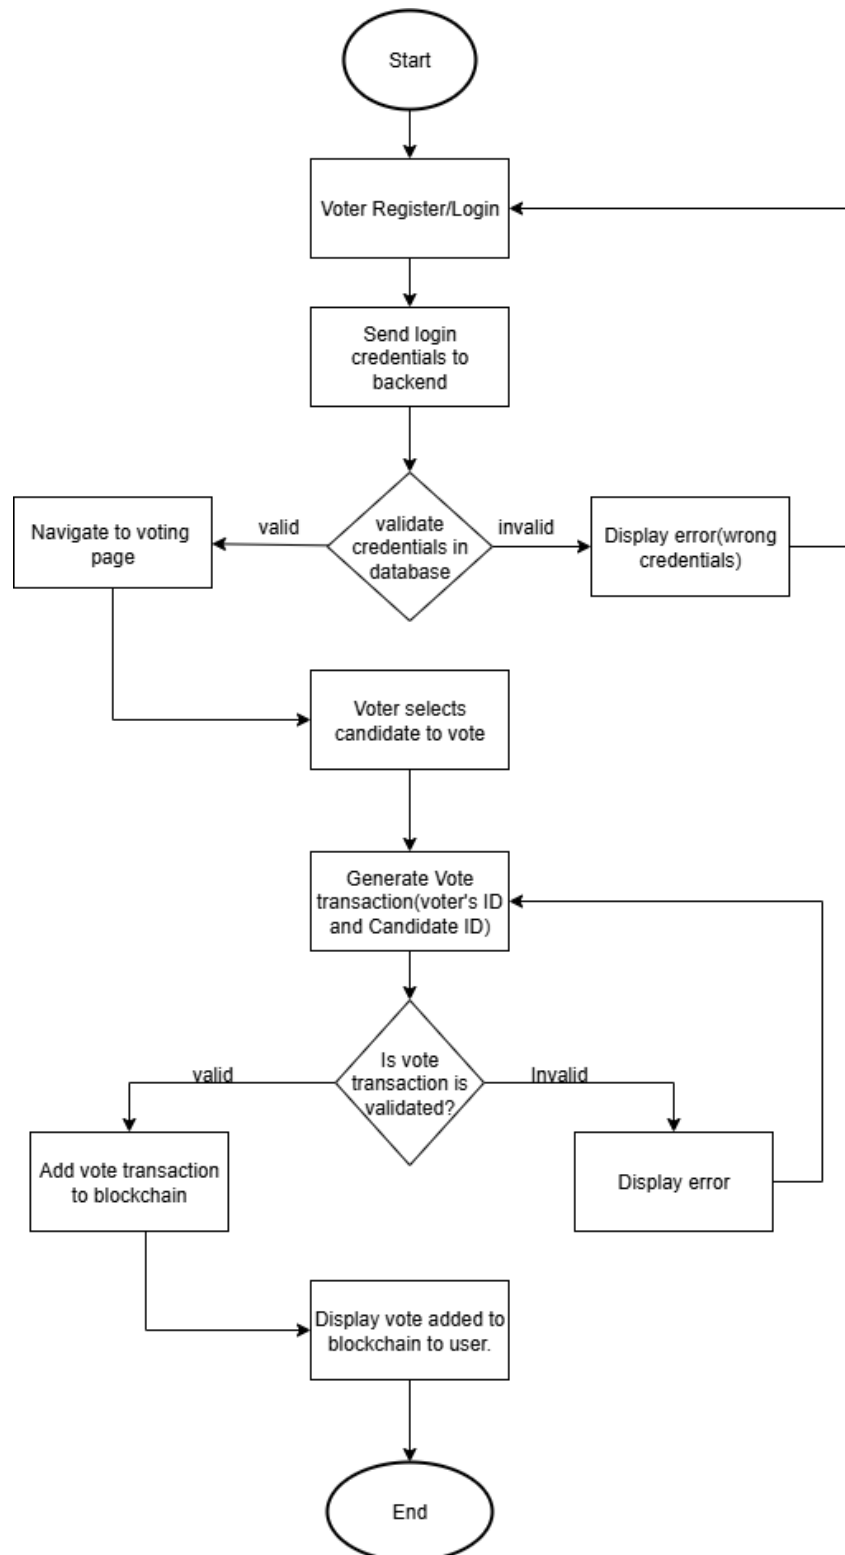 Start
Voter Register/Login
Send login
credentials to
backend
Navigate to voting
page
valid
validate
credentials in
database
invalid
Display error(wrong
credentials)
Voter selects
candidate to vote
Generate Vote
transaction(voter's ID
and Candidate ID)
valid
Is vote
transaction is
validated?
Invalid
Add vote transaction
to blockchain
Display error
Display vote added to
blockchain to user.
End